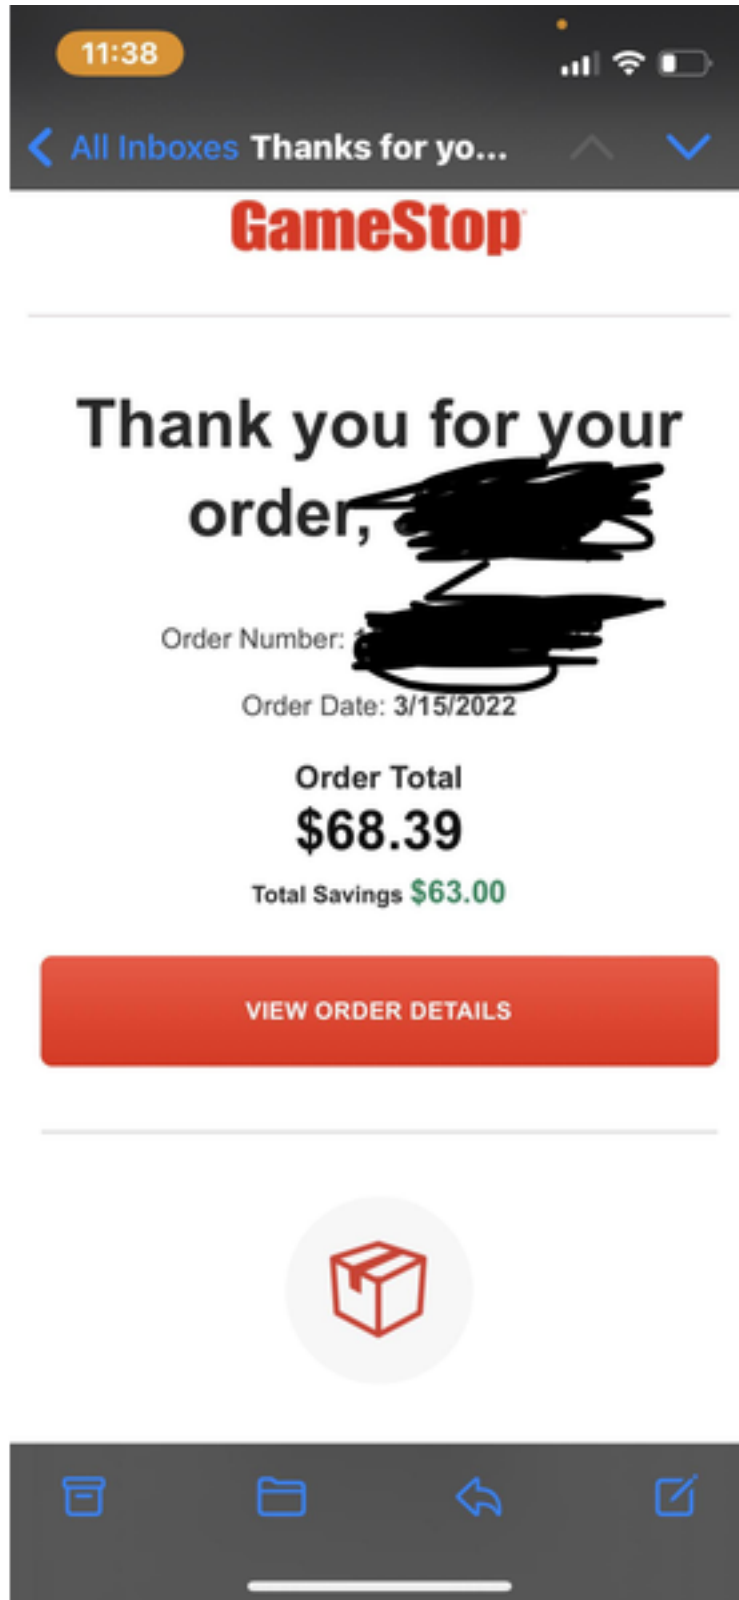 11:38
All Inboxes Thanks for yo...
GameStop
Thank you for your
order,
Order Number:
Order Date: 3/15/2022
Order Total
$68.39
Total Savings $63.00
VIEW ORDER DETAILS